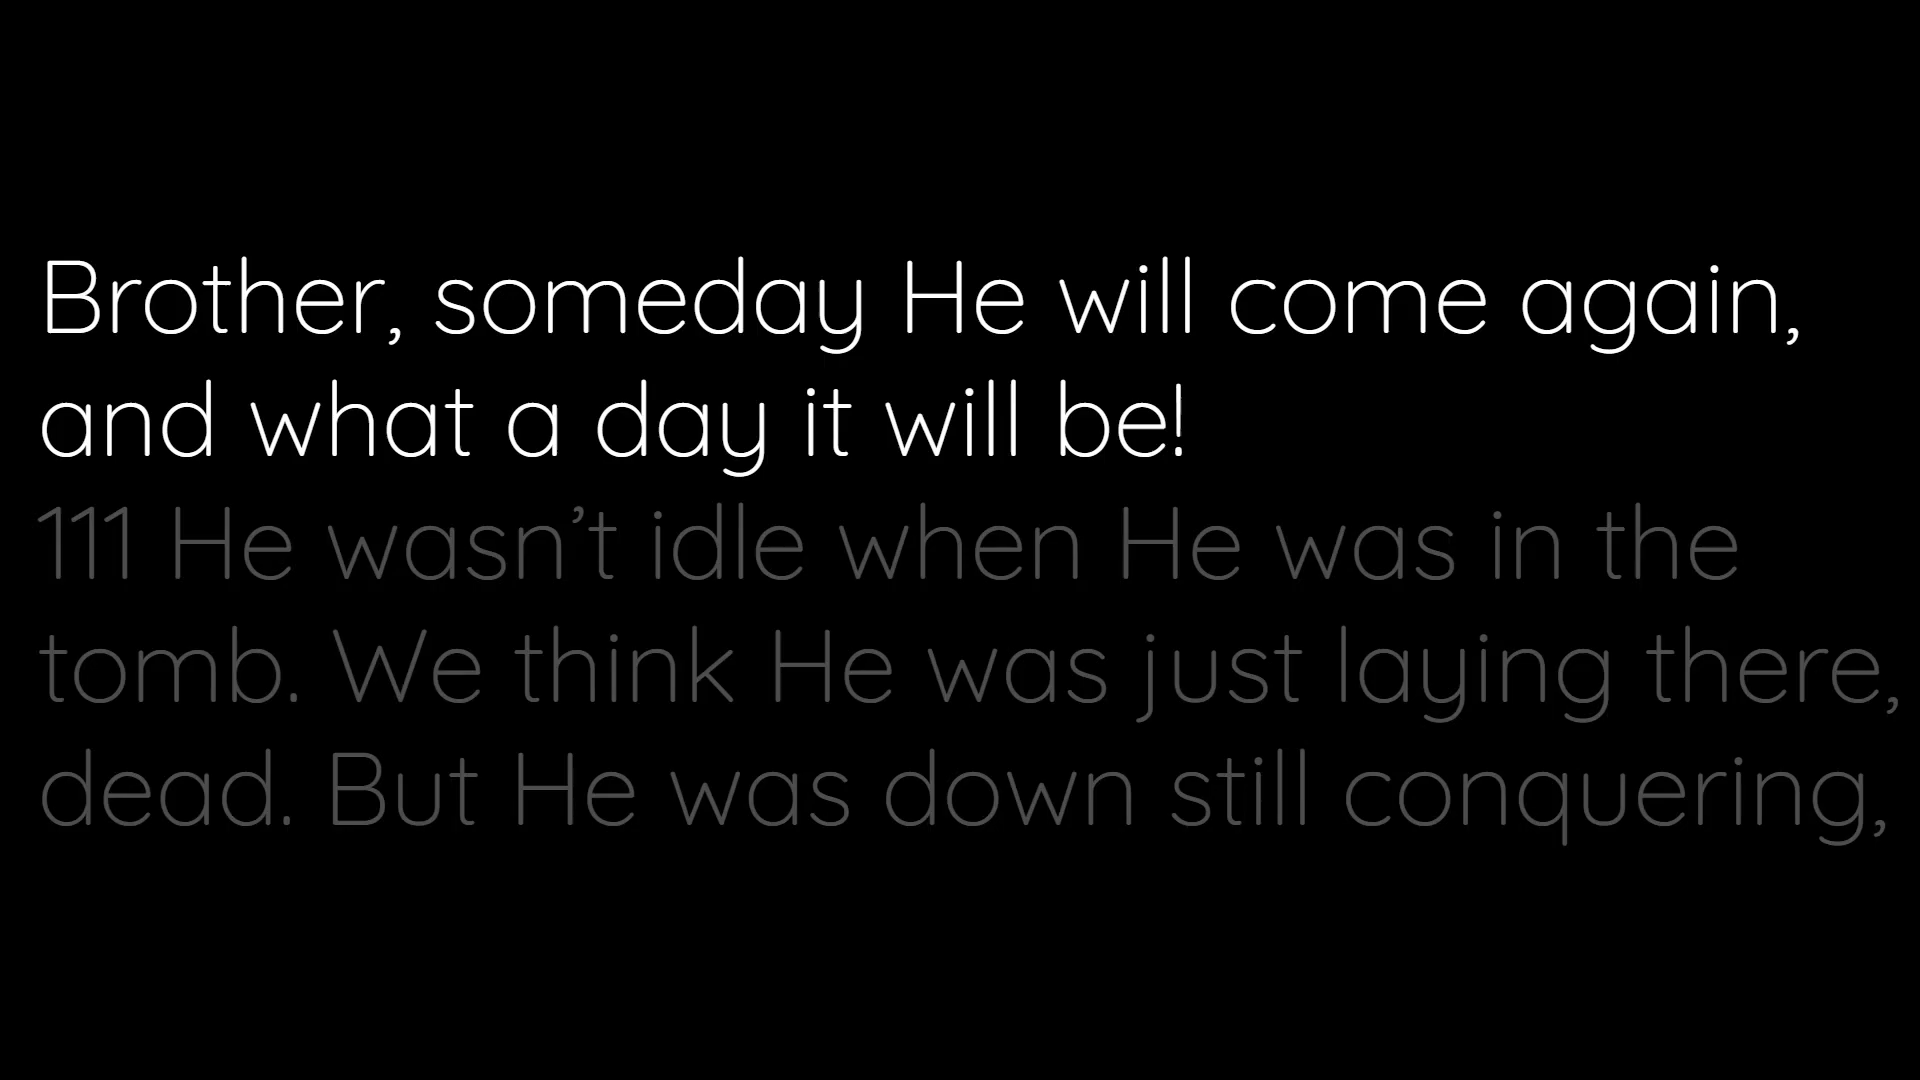 Brother, someday He will come again,
and what a day it will be!
111 He wasn’t idle when He was in the
tomb. We think He was just laying there,
dead. But He was down still conquering,